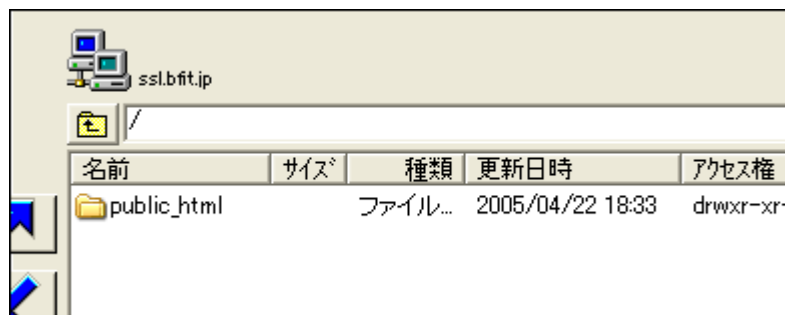 ssl.bfit.jp
/
名前 サイズ 種類 更新日時 アクセス権
public_html ファイル... 2005/04/22 18:33 drwxr-xr-